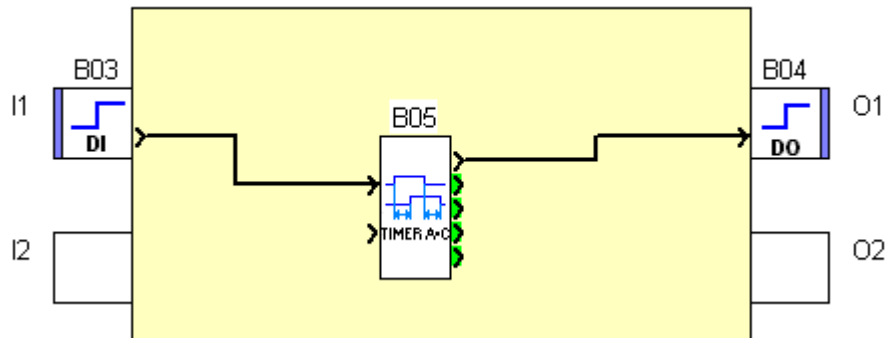 B03
B04
I1
O1
DI
B05
DO
TIMER A•C
I2
O2